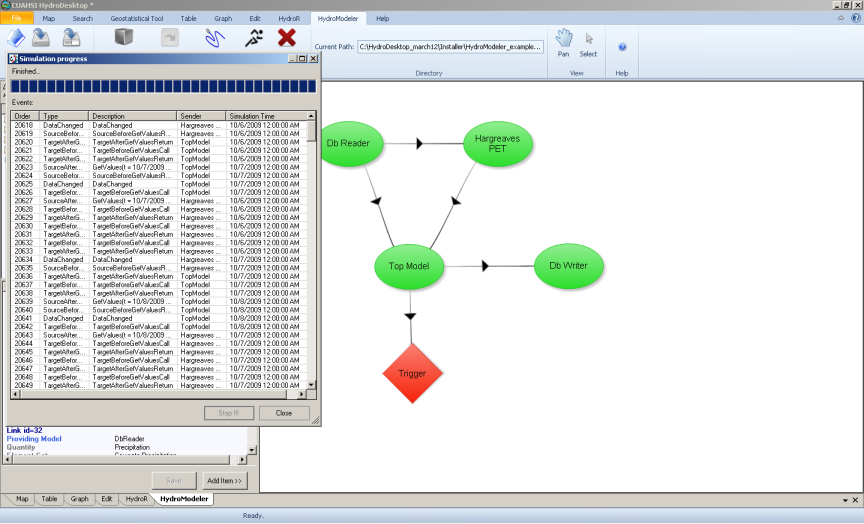 EUAHSI HydroDesktop *
File Map Search Geostatistical Tool Table Graph Edit HydroR HydroModeler Help
Current Path: C:\HydroDesktop_march12\Installer\HydroModeler_example...
Pan Select
Directory View Help
Simulation progress
Finished...
Events:
Order Type Description Sender Simulation Time
20618 DataChanged DataChanged Hargreaves ... 10/6/2009 12:00:00 AM
20619 SourceBefor... SourceBeforeGetValuesR... Hargreaves ... 10/6/2009 12:00:00 AM
20620 TargetAfterG... TargetAfterGetValuesReturn TopModel 10/6/2009 12:00:00 AM
20621 TargetBefor... TargetBeforeGetValuesCall TopModel 10/6/2009 12:00:00 AM
20622 TargetAfterG... TargetAfterGetValuesReturn TopModel 10/6/2009 12:00:00 AM
20623 SourceAfter... GetValues(t = 10/7/2009 ... TopModel 10/7/2009 12:00:00 AM
20624 SourceBefor... SourceBeforeGetValuesR... TopModel 10/7/2009 12:00:00 AM
20625 DataChanged DataChanged TopModel 10/7/2009 12:00:00 AM
20626 TargetBefor... TargetBeforeGetValuesCall TopModel 10/7/2009 12:00:00 AM
20627 SourceAfter... GetValues(t = 10/7/2009 ... Hargreaves ... 10/6/2009 12:00:00 AM
20628 TargetBefor... TargetBeforeGetValuesCall Hargreaves ... 10/6/2009 12:00:00 AM
20629 TargetAfterG... TargetAfterGetValuesReturn Hargreaves ... 10/6/2009 12:00:00 AM
20630 TargetBefor... TargetBeforeGetValuesCall Hargreaves ... 10/6/2009 12:00:00 AM
20631 TargetAfterG... TargetAfterGetValuesReturn Hargreaves ... 10/6/2009 12:00:00 AM
20632 TargetBefor... TargetBeforeGetValuesCall Hargreaves ... 10/6/2009 12:00:00 AM
20633 TargetAfterG... TargetAfterGetValuesReturn Hargreaves ... 10/6/2009 12:00:00 AM
20634 DataChanged DataChanged Hargreaves ... 10/7/2009 12:00:00 AM
20635 SourceBefor... SourceBeforeGetValuesR... Hargreaves ... 10/7/2009 12:00:00 AM
20636 TargetAfterG... TargetAfterGetValuesReturn TopModel 10/7/2009 12:00:00 AM
20637 TargetBefor... TargetBeforeGetValuesCall TopModel 10/7/2009 12:00:00 AM
20638 TargetAfterG... TargetAfterGetValuesReturn TopModel 10/7/2009 12:00:00 AM
20639 SourceAfter... GetValues(t = 10/8/2009 ... TopModel 10/8/2009 12:00:00 AM
20640 SourceBefor... SourceBeforeGetValuesR... TopModel 10/8/2009 12:00:00 AM
20641 DataChanged DataChanged TopModel 10/8/2009 12:00:00 AM
20642 TargetBefor... TargetBeforeGetValuesCall TopModel 10/8/2009 12:00:00 AM
20643 SourceAfter... GetValues(t = 10/8/2009 ... Hargreaves ... 10/7/2009 12:00:00 AM
20644 TargetBefor... TargetBeforeGetValuesCall Hargreaves ... 10/7/2009 12:00:00 AM
20645 TargetAfterG... TargetAfterGetValuesReturn Hargreaves ... 10/7/2009 12:00:00 AM
20646 TargetBefor... TargetBeforeGetValuesCall Hargreaves ... 10/7/2009 12:00:00 AM
20647 TargetAfterG... TargetAfterGetValuesReturn Hargreaves ... 10/7/2009 12:00:00 AM
20648 TargetBefor... TargetBeforeGetValuesCall Hargreaves ... 10/7/2009 12:00:00 AM
20649 TargetAfterG... TargetAfterGetValuesReturn Hargreaves ... 10/7/2009 12:00:00 AM
Stop !!! Close
Db Reader
Hargreaves
PET
Top Model
Db Writer
Trigger
Link id=32
Providing Model DbReader
Quantity Precipitation
Save Add Item >>
Map Table Graph Edit HydroR HydroModeler
Ready.